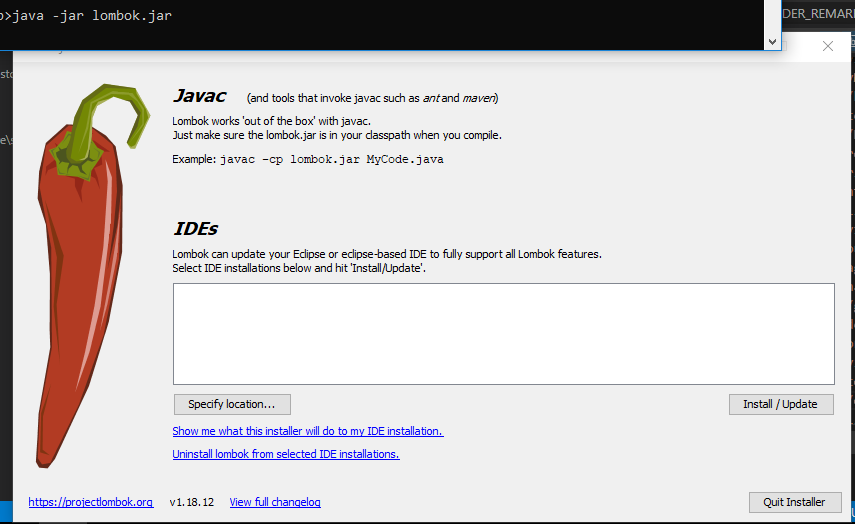 >java -jar lombok.jar
DER_REMAR
Javac (and tools that invoke javac such as ant and maven)
Lombok works 'out of the box' with javac.
Just make sure the lombok.jar is in your classpath when you compile.
Example: javac -cp lombok.jar MyCode.java
IDEs
Lombok can update your Eclipse or eclipse-based IDE to fully support all Lombok features.
Select IDE installations below and hit 'Install/Update'.
Specify location...
Install / Update
Show me what this installer will do to my IDE installation.
Uninstall lombok from selected IDE installations.
https://projectlombok.org v1.18.12 View full changelog
Quit Installer